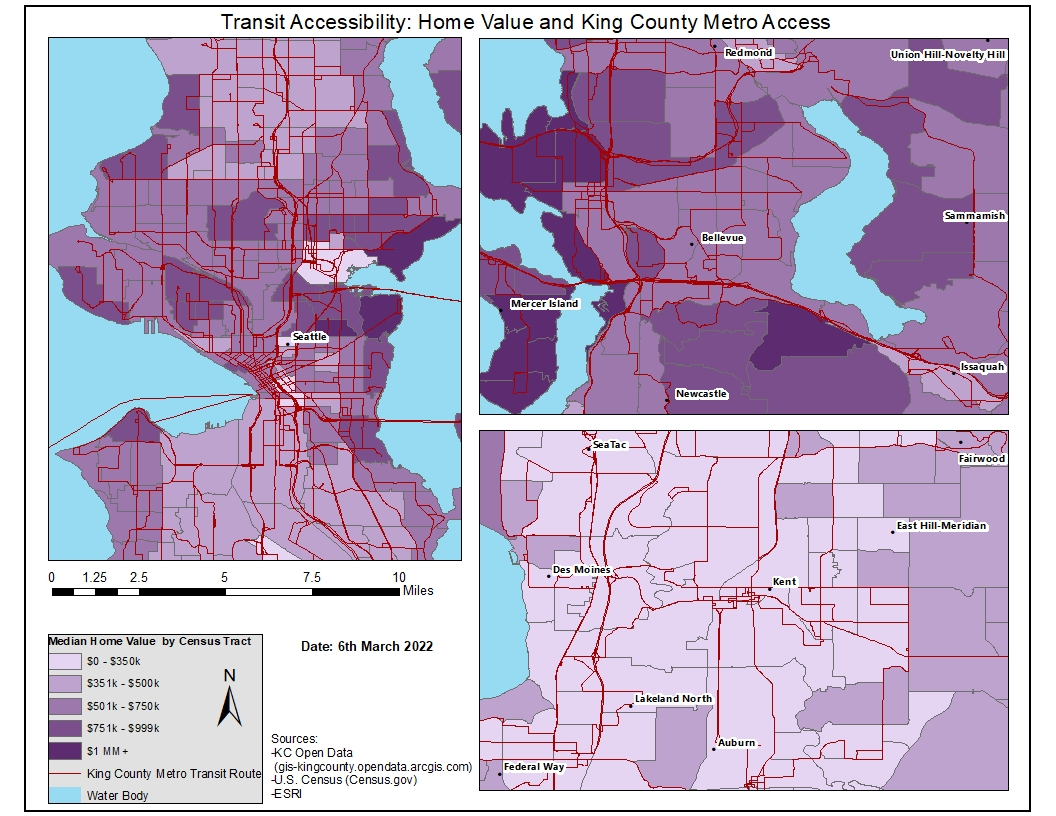 Transit Accessibility: Home Value and King County Metro Access
Seattle
Redmond
Union Hill-Novelty Hill
Sammamish
Bellevue
Mercer Island
Issaquah
Newcastle
SeaTac
Fairwood
East Hill-Meridian
Des Moines
Kent
Lakeland North
Auburn
Federal Way
0 1.25 2.5 5 7.5 10
Miles
Median Home Value by Census Tract
$0 - $350k
$351k - $500k
$501k - $750k
$751k - $999k
$1 MM +
King County Metro Transit Route
Water Body
N
Date: 6th March 2022
Sources:
-KC Open Data
(gis-kingcounty.opendata.arcgis.com)
-U.S. Census (Census.gov)
-ESRI